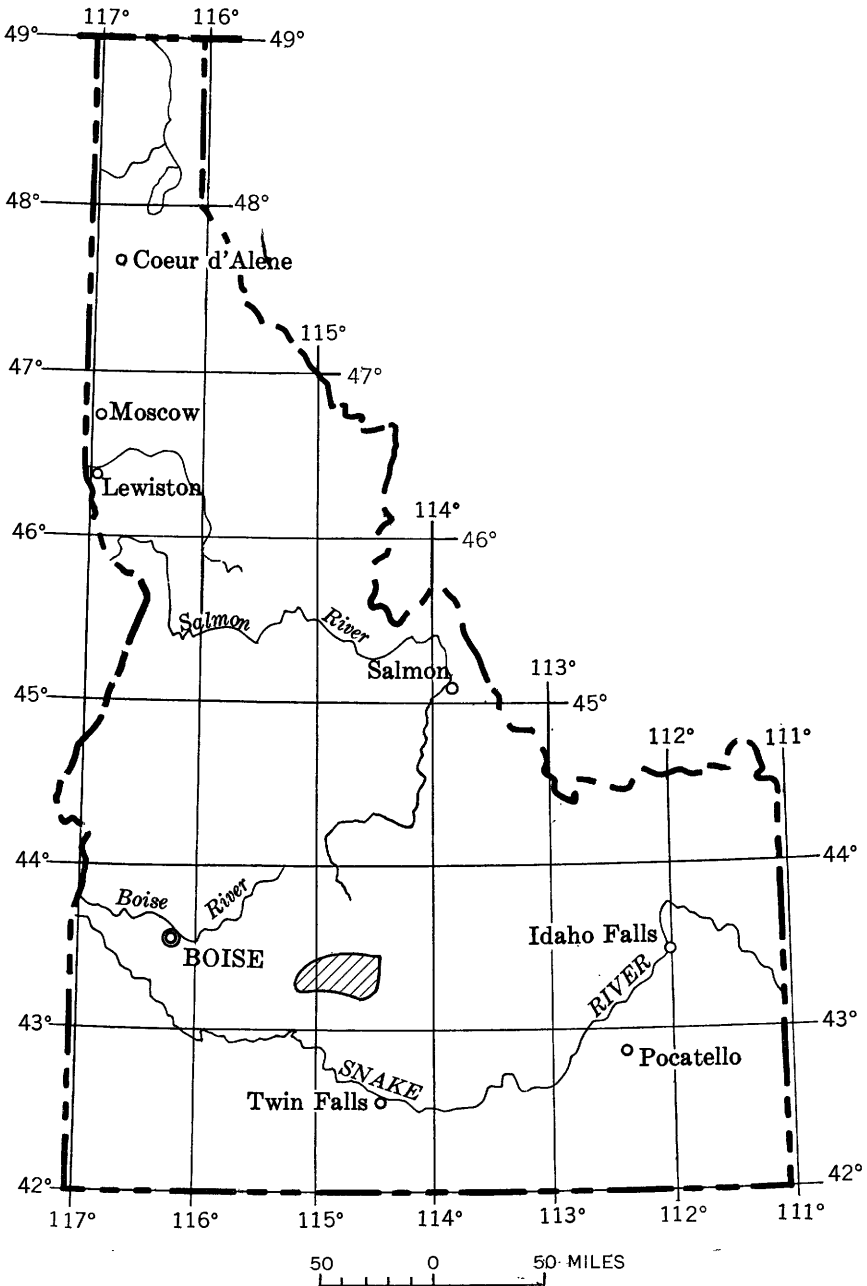 117° 116°
49° 49°
48° 48°
Coeur d'Alene
115°
47° 47°
Moscow
Lewiston
114°
46° 46°
Salmon River
Salmon
113°
45° 45°
112° 111°
44° 44°
Boise River
Idaho Falls
BOISE
RIVER
43° 43°
Pocatello
SNAKE
Twin Falls
42° 42°
117° 116° 115° 114° 113° 112° 111°
50 0 50 MILES